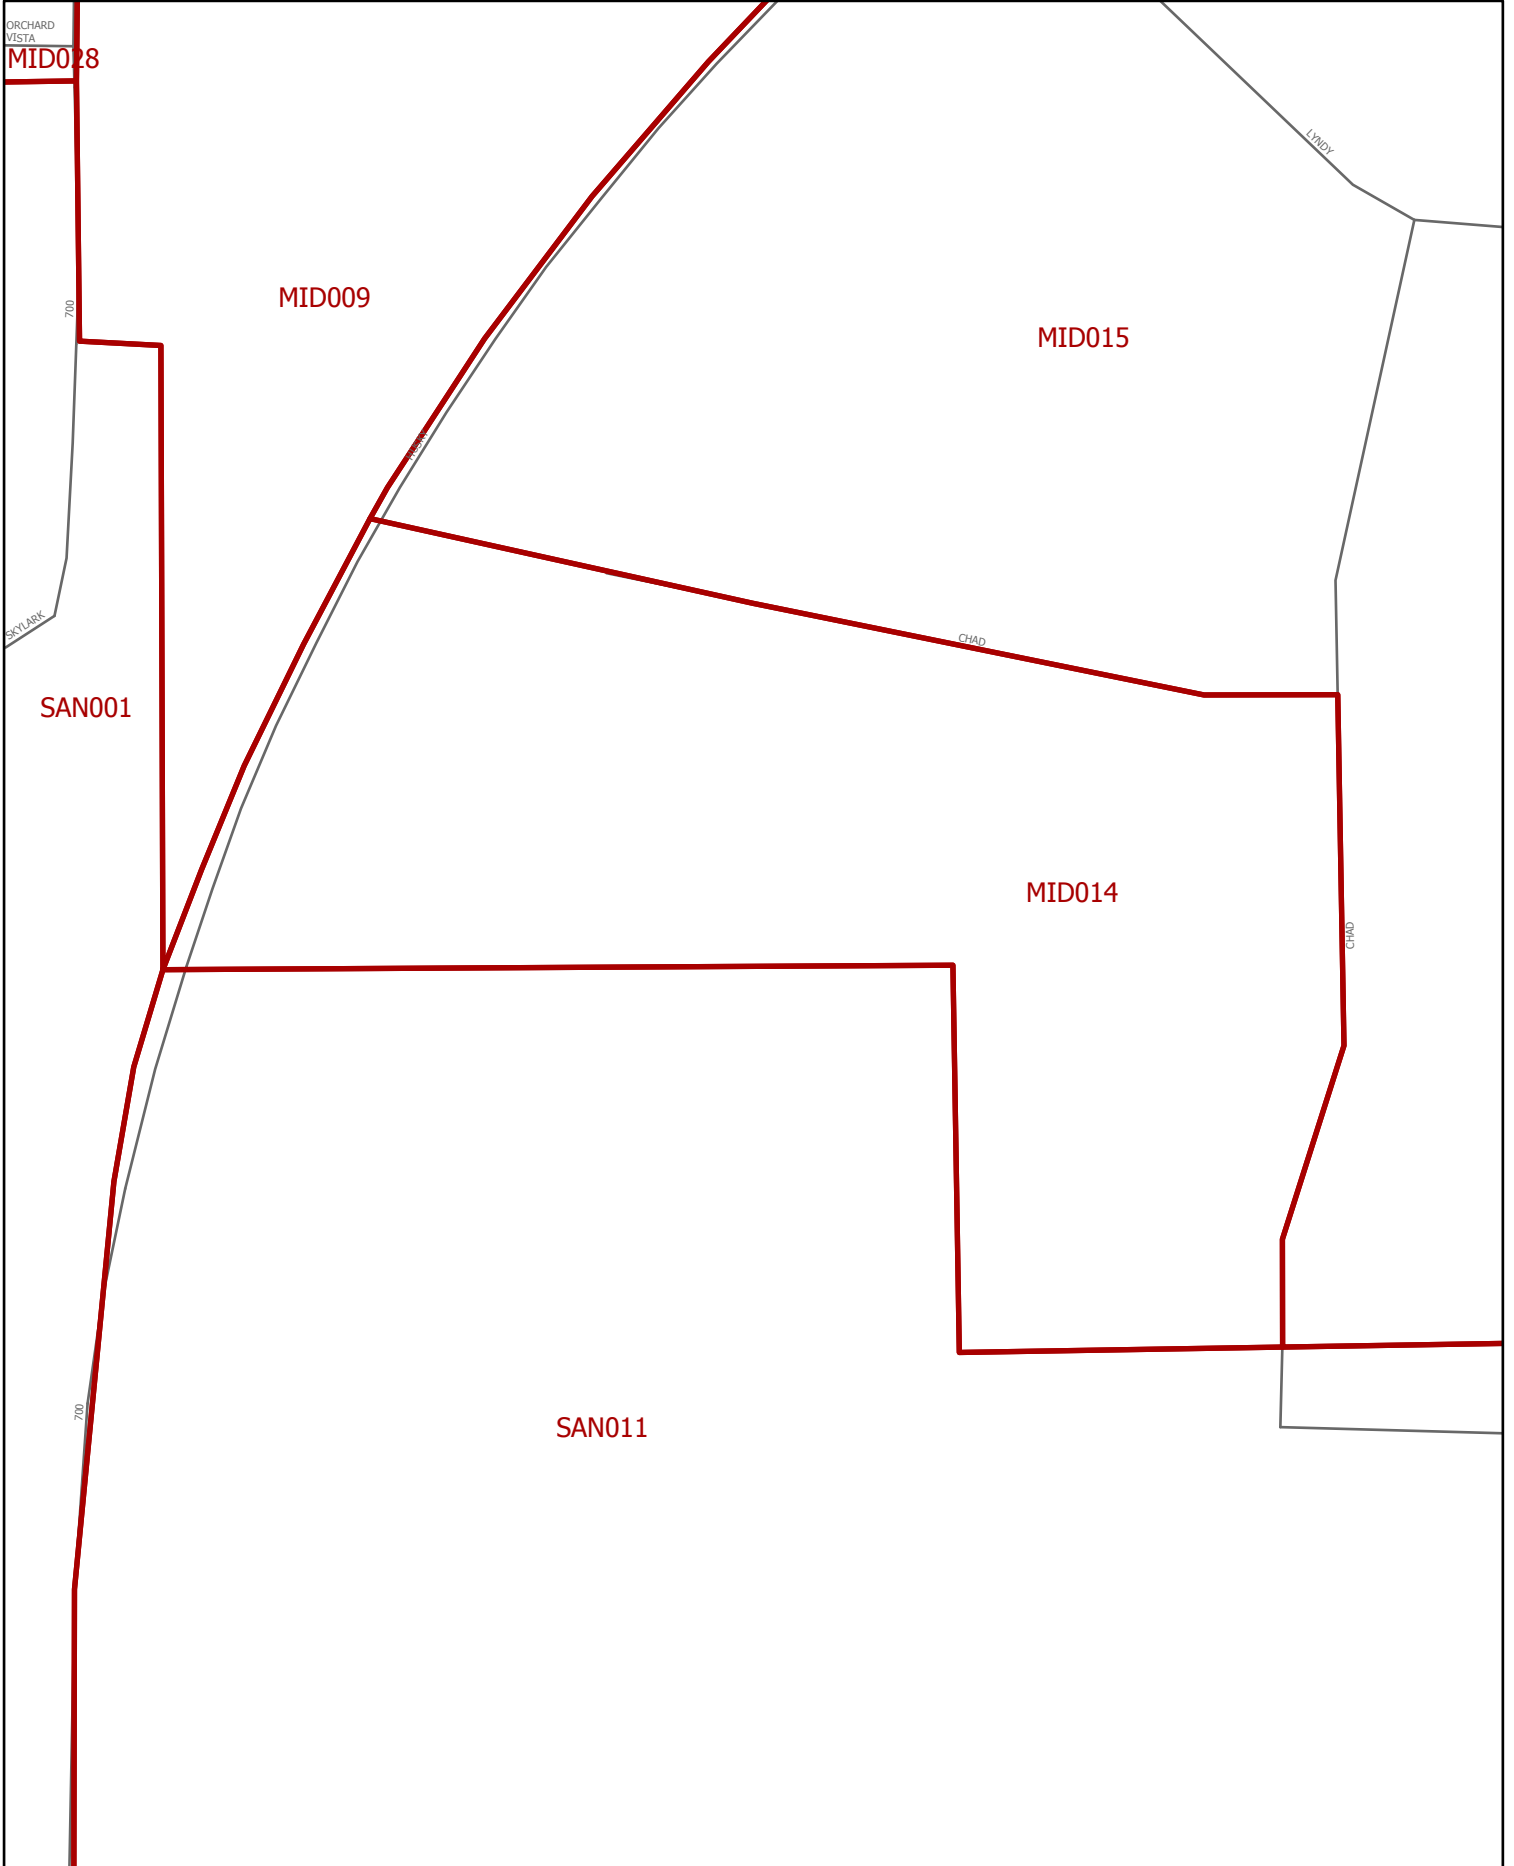 ORCHARD
VISTA
MID028
LYNDY
700
MID009
MID015
SKYLARK
CHAD
SAN001
MID014
CHAD
700
SAN011